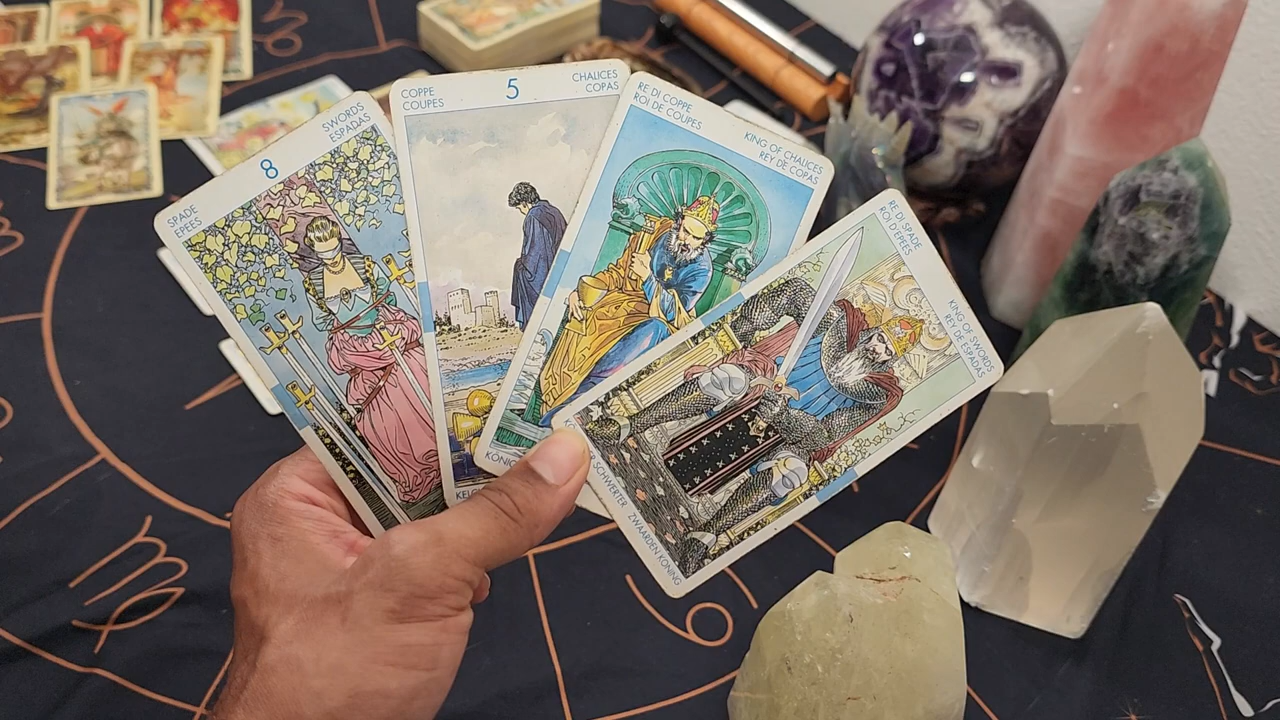 8
SWORDS
ESPADAS
SPADE
EPEES
COPPE
COUPES
5
CHALICES
COPAS
RE DI COPPE
ROI DE COUPES
KING OF CHALICES
REY DE COPAS
RE DI SPADE
ROI D'EPEES
KING OF SWORDS
REY DE ESPADAS
SCHWERTER
ZWAARDEN KONING